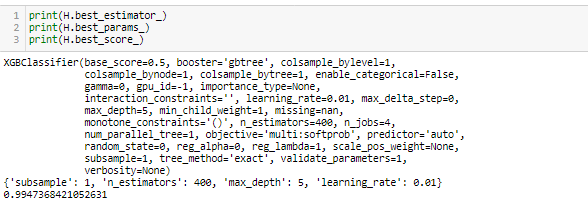 1 print(H.best_estimator_)
2 print(H.best_params_)
3 print(H.best_score_)
XGBClassifier(base_score=0.5, booster='gbtree', colsample_bylevel=1,
colsample_bynode=1, colsample_bytree=1, enable_categorical=False,
gamma=0, gpu_id=-1, importance_type=None,
interaction_constraints='', learning_rate=0.01, max_delta_step=0,
max_depth=5, min_child_weight=1, missing=nan,
monotone_constraints='()', n_estimators=400, n_jobs=4,
num_parallel_tree=1, objective='multi:softprob', predictor='auto',
random_state=0, reg_alpha=0, reg_lambda=1, scale_pos_weight=None,
subsample=1, tree_method='exact', validate_parameters=1,
verbosity=None)
{'subsample': 1, 'n_estimators': 400, 'max_depth': 5, 'learning_rate': 0.01}
0.9947368421052631